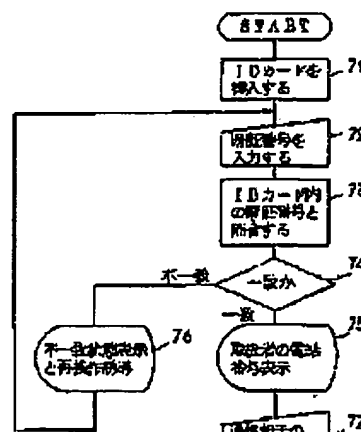 START
IDカードを
挿入する
71
暗証番号を
入力する
72
IDカード内
の暗証番号と
照合する
73
一致か
74
不一致
一致
不一致状態表示
と再操作
76
の電話
番号表示
75